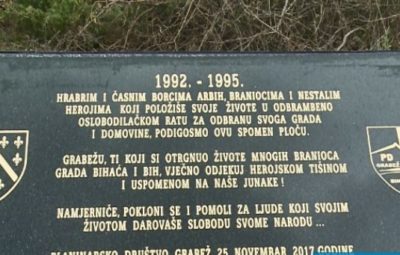 1992. - 1995.
HRABRIM I ČASNIM BORCIMA ARBIH, BRANIOCIMA I NESTALIM
HEROJIMA KOJI POLOŽIŠE SVOJE ŽIVOTE U ODBRAMBENO
OSLOBODILAČKOM RATU ZA ODBRANU SVOGA GRADA
I DOMOVINE, PODIGOSMO OVU SPOMEN PLOČU.
GRABEŽU, TI KOJI SI OTRGNUO ŽIVOTE MNOGIH BRANIOCA
GRADA BIHAĆA I BIH, VJEČNO ODJEKUJ HEROJSKOM TIŠINOM
I USPOMENOM NA NAŠE JUNAKE !
NAMJERNIČE, POKLONI SE I POMOLI ZA LJUDE KOJI SVOJIM
ŽIVOTOM DAROVAŠE SLOBODU SVOME NARODU ...
PLANINARSKO DRUŠTVO GRABEŽ 25. NOVEMBAR 2017 GODINE
PD
GRABEŽ